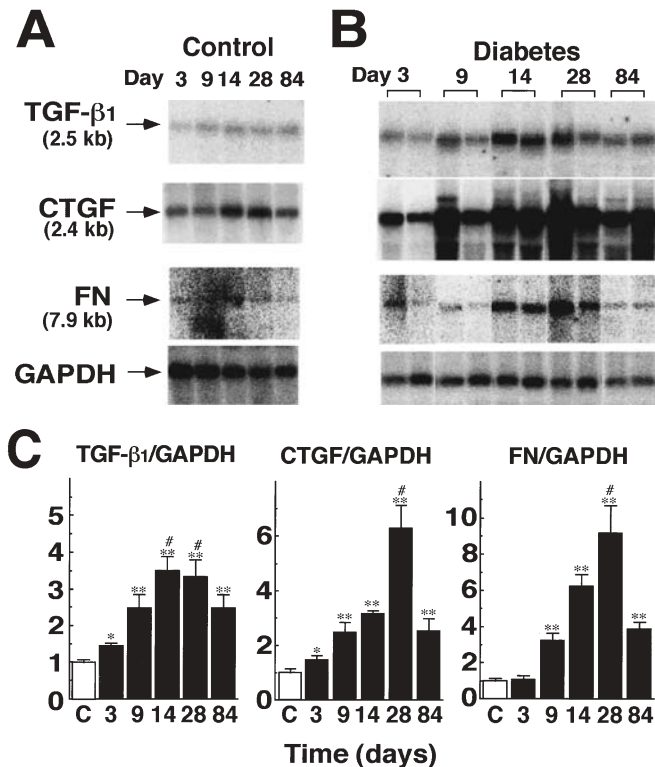 A
Control
Day 3 9 14 28 84
TGF-β1
(2.5 kb)
CTGF
(2.4 kb)
FN
(7.9 kb)
GAPDH
B
Diabetes
Day 3 9 14 28 84
C
TGF-β1/GAPDH
5
4
3
2
1
0
* ** ** # ** # **
C 3 9 14 28 84
CTGF/GAPDH
6
4
2
0
* ** ** ** # **
C 3 9 14 28 84
FN/GAPDH
10
8
6
4
2
0
** ** ** # **
C 3 9 14 28 84
Time (days)